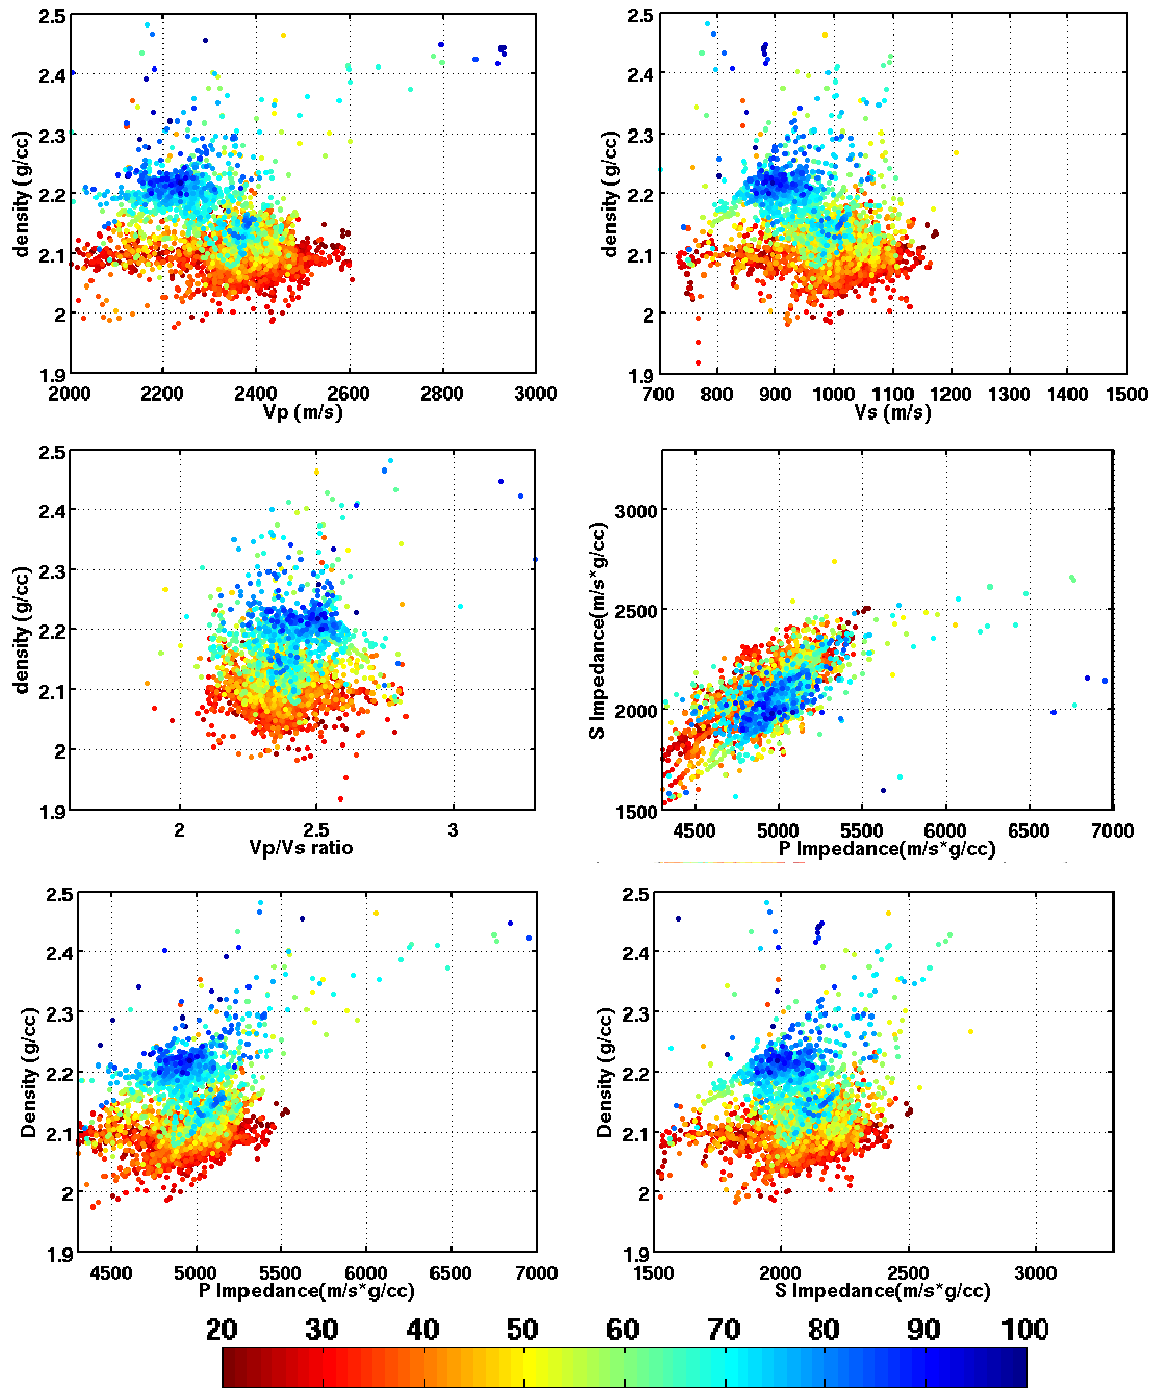 2.5
2.4
2.3
2.2
2.1
2
1.9
density (g/cc)
2000 2200 2400 2600 2800 3000
Vp (m/s)
2.5
2.4
2.3
2.2
2.1
2
1.9
density (g/cc)
700 800 900 1000 1100 1200 1300 1400 1500
Vs (m/s)
2.5
2.4
2.3
2.2
2.1
2
1.9
density (g/cc)
2 2.5 3
Vp/Vs ratio
3000
2500
2000
1500
S Impedance(m/s*g/cc)
4500 5000 5500 6000 6500 7000
P Impedance(m/s*g/cc)
2.5
2.4
2.3
2.2
2.1
2
1.9
Density (g/cc)
4500 5000 5500 6000 6500 7000
P Impedance(m/s*g/cc)
2.5
2.4
2.3
2.2
2.1
2
1.9
Density (g/cc)
1500 2000 2500 3000
S Impedance(m/s*g/cc)
20 30 40 50 60 70 80 90 100